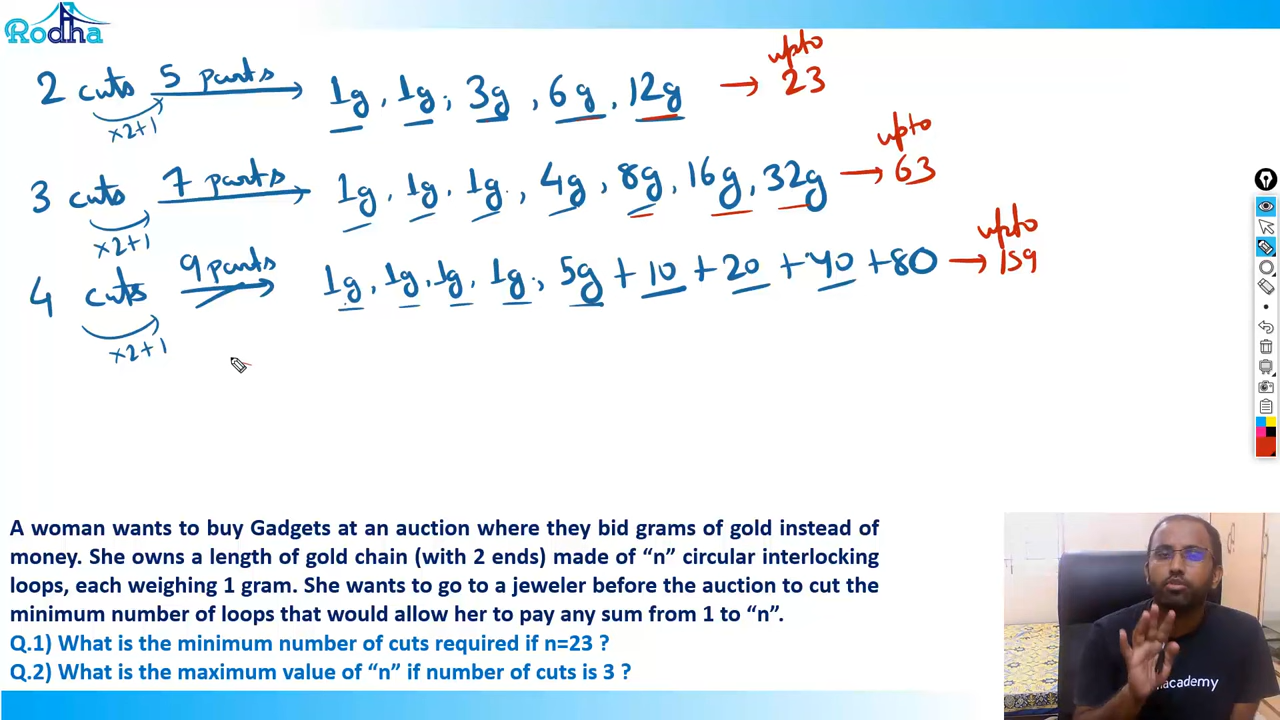 Rodha
2 cuts 5 parts → 1g, 1g, 3g, 6g, 12g → upto 23
×2+1
3 cuts 7 parts → 1g, 1g, 1g, 4g, 8g, 16g, 32g → upto 63
×2+1
4 cuts 9 parts → 1g, 1g, 1g, 1g, 5g + 10 + 20 + 40 + 80 → upto 159
×2+1
A woman wants to buy Gadgets at an auction where they bid grams of gold instead of
money. She owns a length of gold chain (with 2 ends) made of “n” circular interlocking
loops, each weighing 1 gram. She wants to go to a jeweler before the auction to cut the
minimum number of loops that would allow her to pay any sum from 1 to “n”.
Q.1) What is the minimum number of cuts required if n=23 ?
Q.2) What is the maximum value of “n” if number of cuts is 3 ?